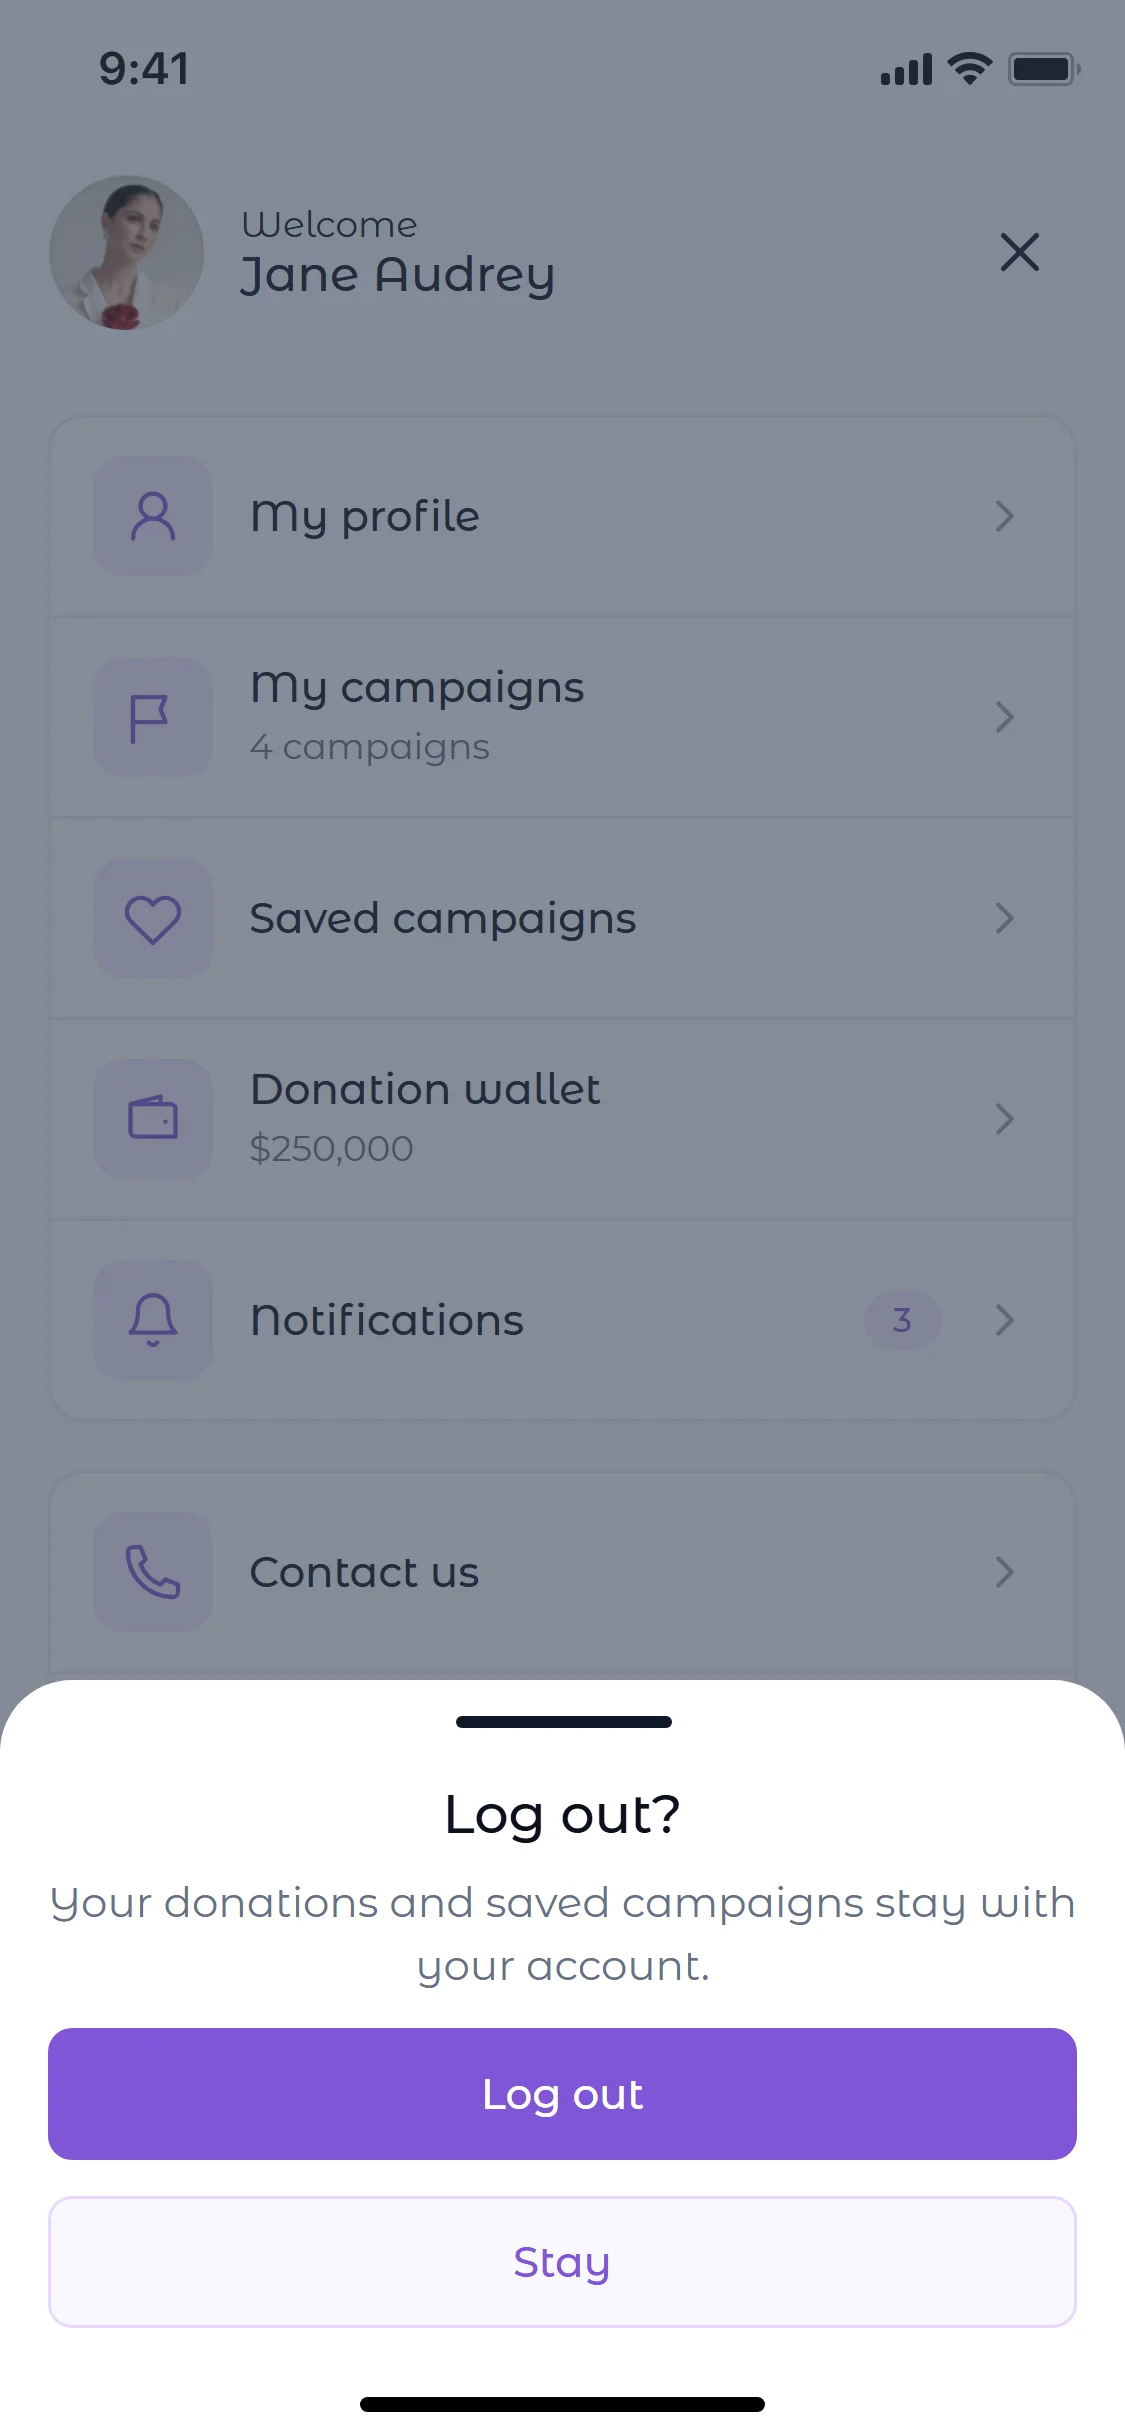 9:41
Welcome
Jane Audrey
My profile
My campaigns
4 campaigns
Saved campaigns
Donation wallet
$250,000
Notifications
3
Contact us
Log out?
Your donations and saved campaigns stay with
your account.
Log out
Stay